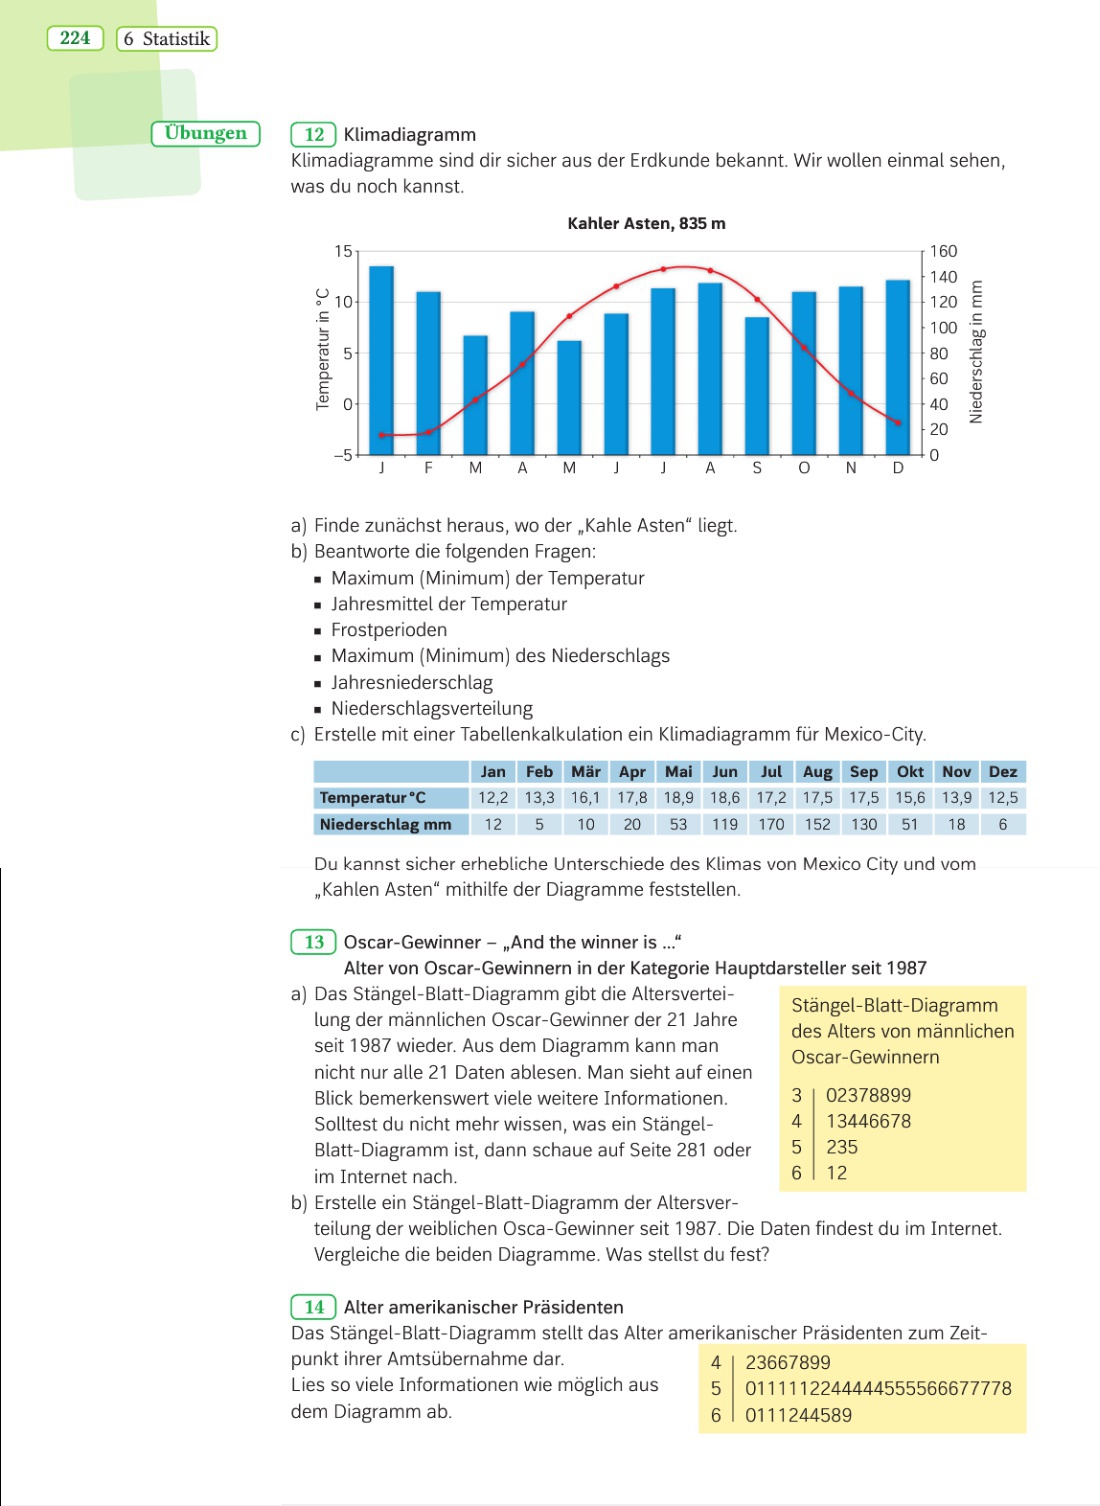 224 6 Statistik
Übungen
12 Klimadiagramm
Klimadiagramme sind dir sicher aus der Erdkunde bekannt. Wir wollen einmal sehen,
was du noch kannst.
Kahler Asten, 835 m
15
10
5
0
–5
Temperatur in °C
160
140
120
100
80
60
40
20
0
Niederschlag in mm
J F M A M J J A S O N D
a) Finde zunächst heraus, wo der „Kahle Asten“ liegt.
b) Beantworte die folgenden Fragen:
▪ Maximum (Minimum) der Temperatur
▪ Jahresmittel der Temperatur
▪ Frostperioden
▪ Maximum (Minimum) des Niederschlags
▪ Jahresniederschlag
▪ Niederschlagsverteilung
c) Erstelle mit einer Tabellenkalkulation ein Klimadiagramm für Mexico-City.
Jan Feb Mär Apr Mai Jun Jul Aug Sep Okt Nov Dez
Temperatur °C 12,2 13,3 16,1 17,8 18,9 18,6 17,2 17,5 17,5 15,6 13,9 12,5
Niederschlag mm 12 5 10 20 53 119 170 152 130 51 18 6
Du kannst sicher erhebliche Unterschiede des Klimas von Mexico City und vom
„Kahlen Asten“ mithilfe der Diagramme feststellen.
13 Oscar-Gewinner – „And the winner is ...“
Alter von Oscar-Gewinnern in der Kategorie Hauptdarsteller seit 1987
a) Das Stängel-Blatt-Diagramm gibt die Altersvertei-
lung der männlichen Oscar-Gewinner der 21 Jahre
seit 1987 wieder. Aus dem Diagramm kann man
nicht nur alle 21 Daten ablesen. Man sieht auf einen
Blick bemerkenswert viele weitere Informationen.
Solltest du nicht mehr wissen, was ein Stängel-
Blatt-Diagramm ist, dann schaue auf Seite 281 oder
im Internet nach.
Stängel-Blatt-Diagramm
des Alters von männlichen
Oscar-Gewinnern
3 | 02378899
4 | 13446678
5 | 235
6 | 12
b) Erstelle ein Stängel-Blatt-Diagramm der Altersver-
teilung der weiblichen Osca-Gewinner seit 1987. Die Daten findest du im Internet.
Vergleiche die beiden Diagramme. Was stellst du fest?
14 Alter amerikanischer Präsidenten
Das Stängel-Blatt-Diagramm stellt das Alter amerikanischer Präsidenten zum Zeit-
punkt ihrer Amtsübernahme dar.
Lies so viele Informationen wie möglich aus
dem Diagramm ab.
4 | 23667899
5 | 0111112244444555566677778
6 | 0111244589